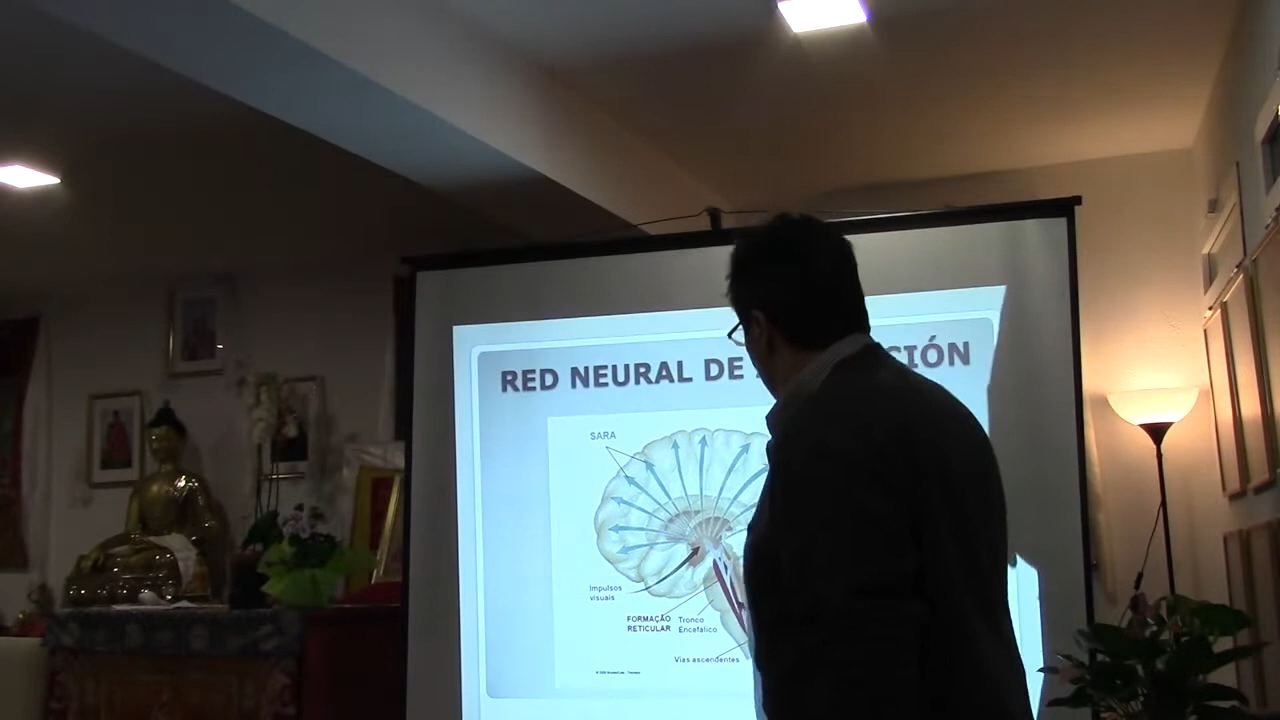 RED NEURAL DE
CIÓN
SARA
Impulsos
visuais
FORMAÇÃO
RETICULAR
Tronco
Encefálico
Vias ascendentes